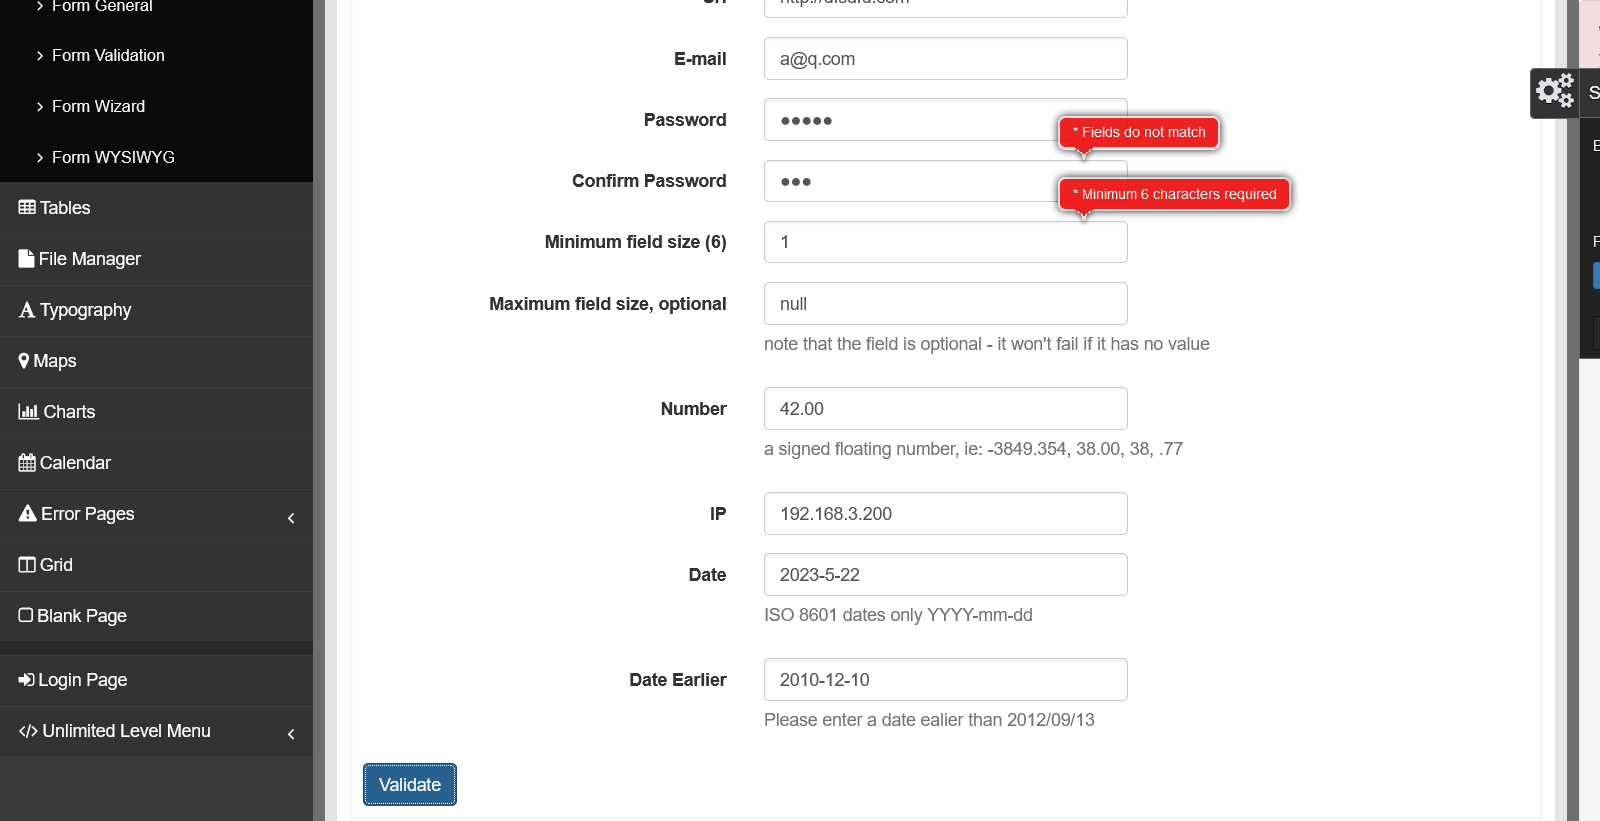 Form General
Form Validation
Form Wizard
Form WYSIWYG
Tables
File Manager
Typography
Maps
Charts
Calendar
Error Pages
Grid
Blank Page
Login Page
Unlimited Level Menu
E-mail
a@q.com
Password
•••••
* Fields do not match
Confirm Password
•••
* Minimum 6 characters required
Minimum field size (6)
1
Maximum field size, optional
null
note that the field is optional - it won't fail if it has no value
Number
42.00
a signed floating number, ie: -3849.354, 38.00, 38, .77
IP
192.168.3.200
Date
2023-5-22
ISO 8601 dates only YYYY-mm-dd
Date Earlier
2010-12-10
Please enter a date ealier than 2012/09/13
Validate